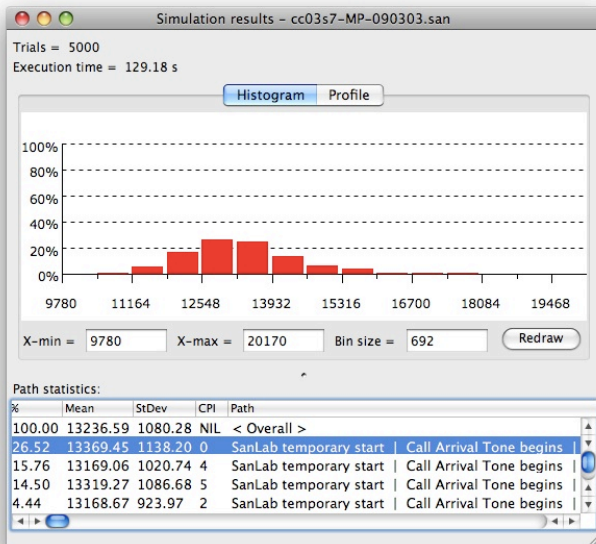 Simulation results - cc03s7-MP-090303.san
Trials = 5000
Execution time = 129.18 s
Histogram Profile
100%
80%
60%
40%
20%
0%
9780 11164 12548 13932 15316 16700 18084 19468
X-min = 9780 X-max = 20170 Bin size = 692 Redraw
Path statistics:
% Mean StDev CPI Path
100.00 13236.59 1080.28 NIL < Overall >
26.52 13369.45 1138.20 0 SanLab temporary start | Call Arrival Tone begins |
15.76 13169.06 1020.74 4 SanLab temporary start | Call Arrival Tone begins |
14.50 13319.27 1086.68 5 SanLab temporary start | Call Arrival Tone begins |
4.44 13168.67 923.97 2 SanLab temporary start | Call Arrival Tone begins |